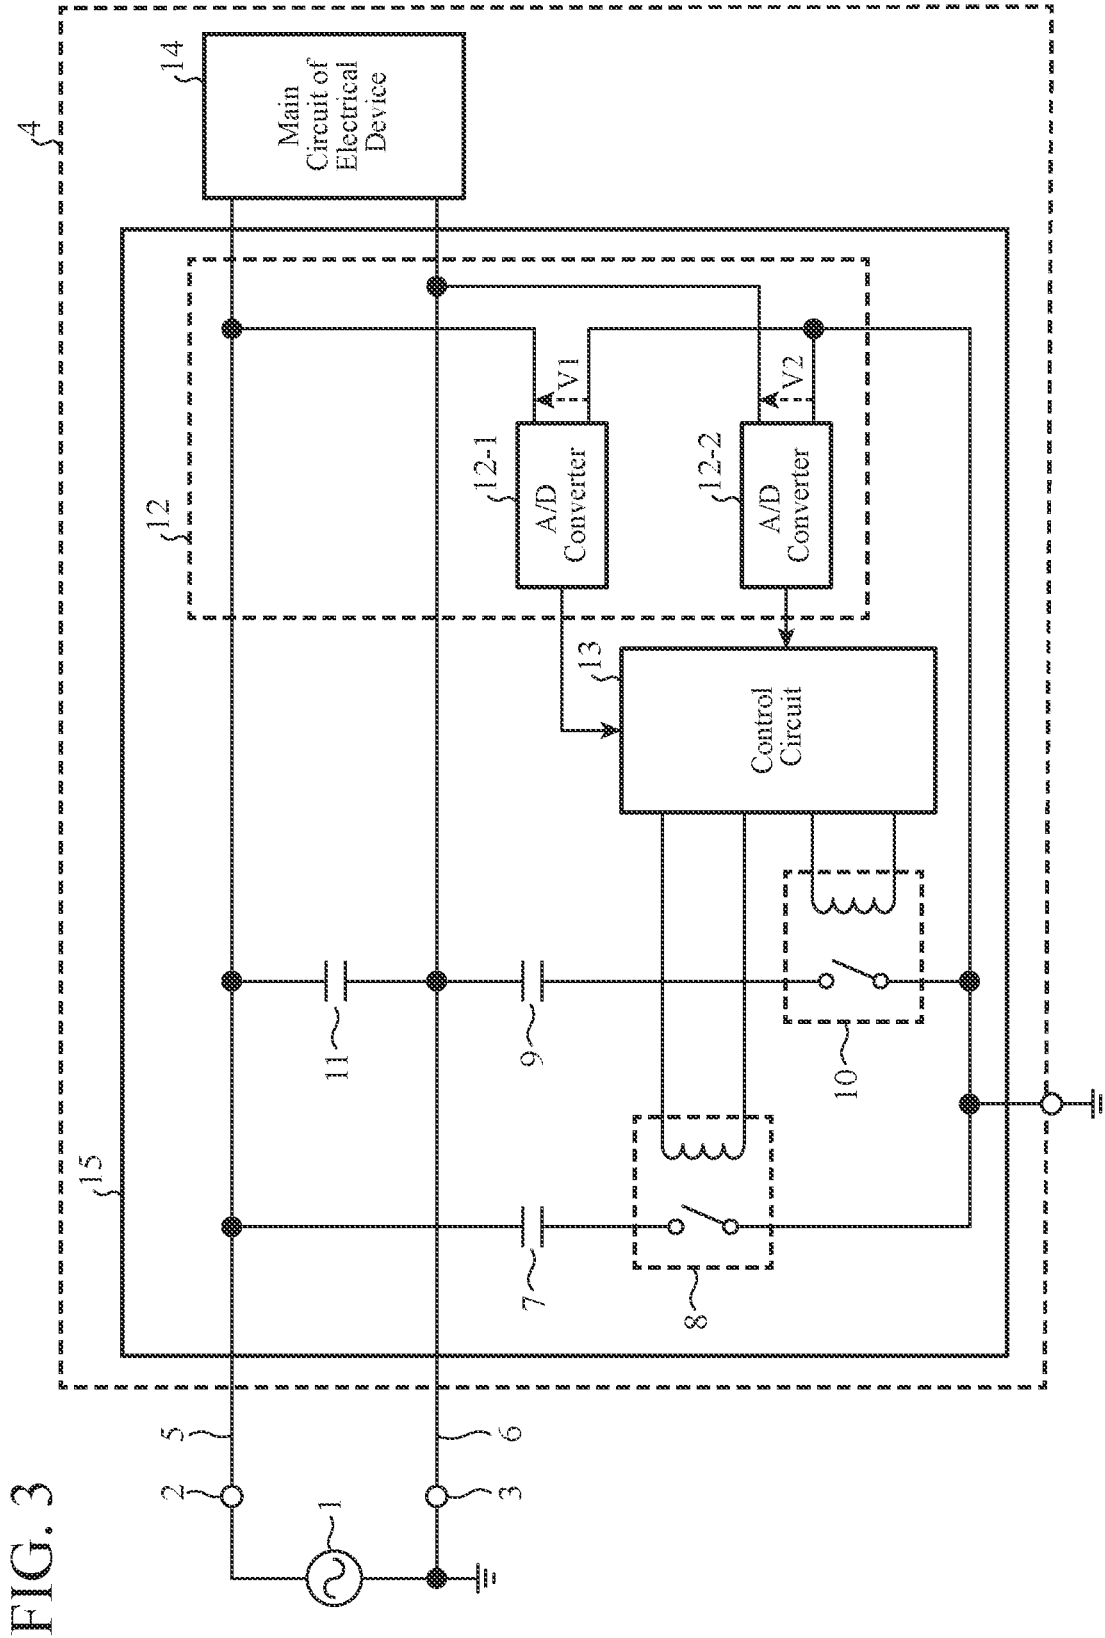 FIG. 3
4
14
Main
Circuit of
Electrical
Device
15
12
5
2
1
6
3
11
9
7
8
10
13
Control
Circuit
12-1
A/D
Converter
V1
12-2
A/D
Converter
V2